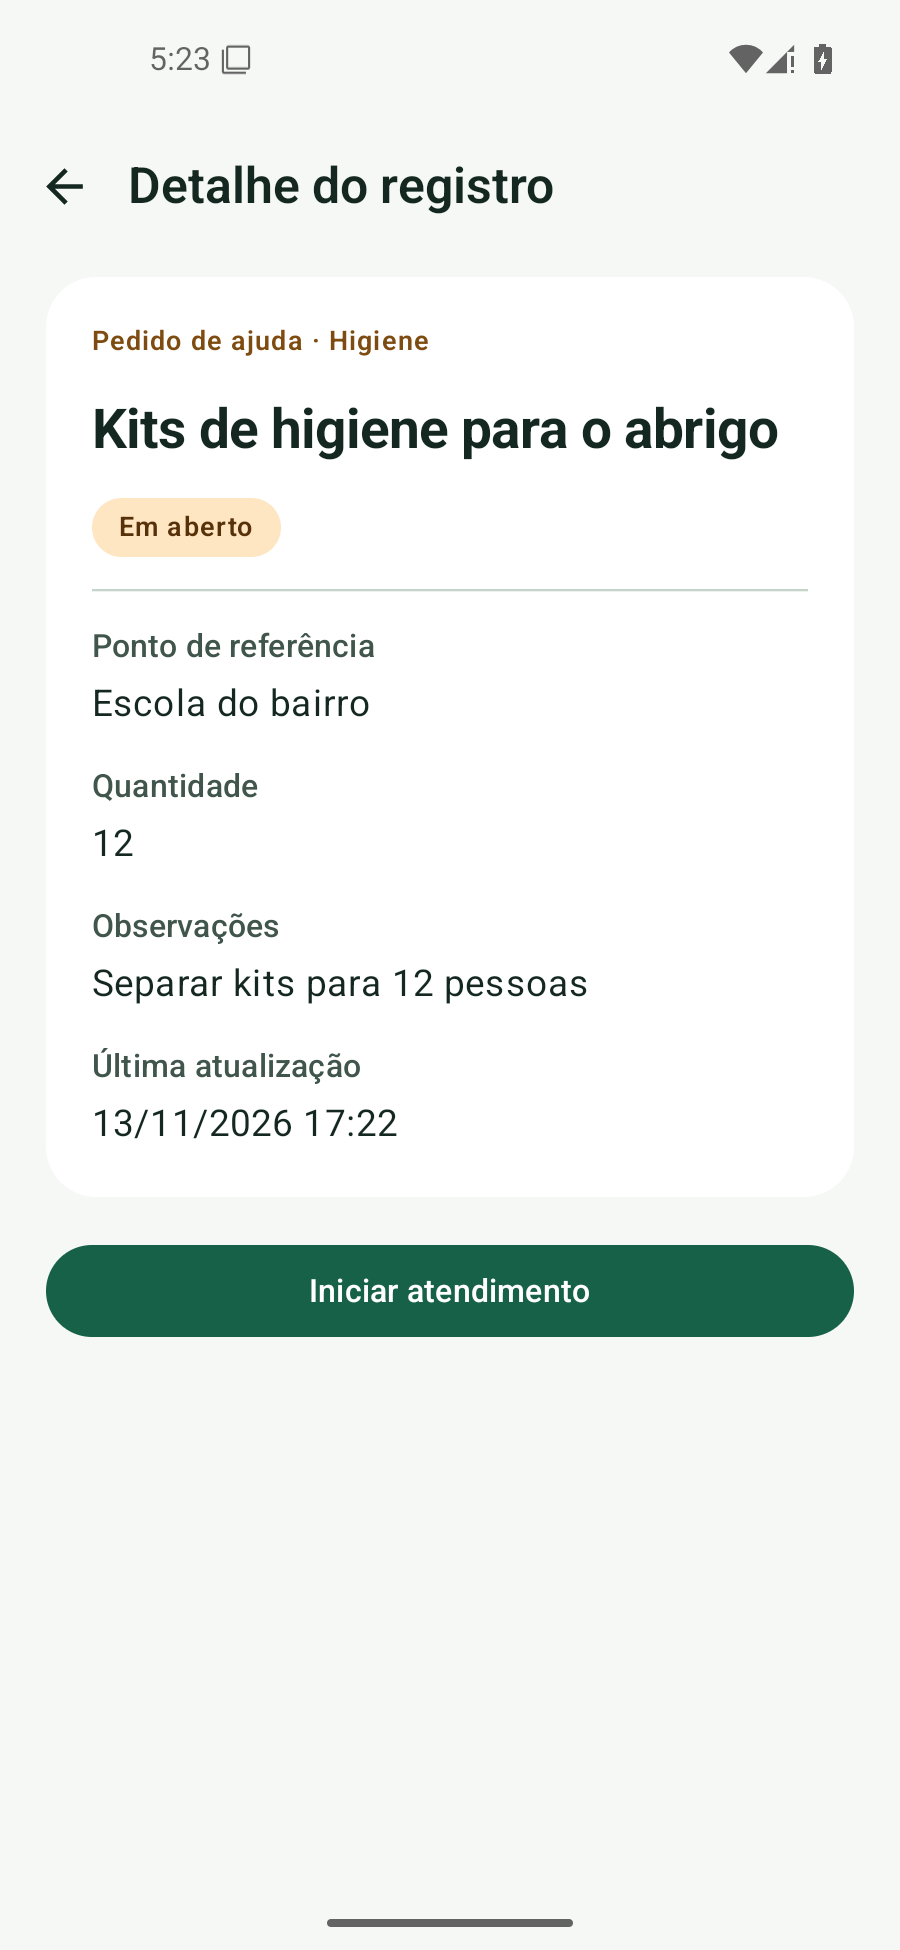 5:23
Detalhe do registro
Pedido de ajuda · Higiene
Kits de higiene para o abrigo
Em aberto
Ponto de referência
Escola do bairro
Quantidade
12
Observações
Separar kits para 12 pessoas
Última atualização
13/11/2026 17:22
Iniciar atendimento